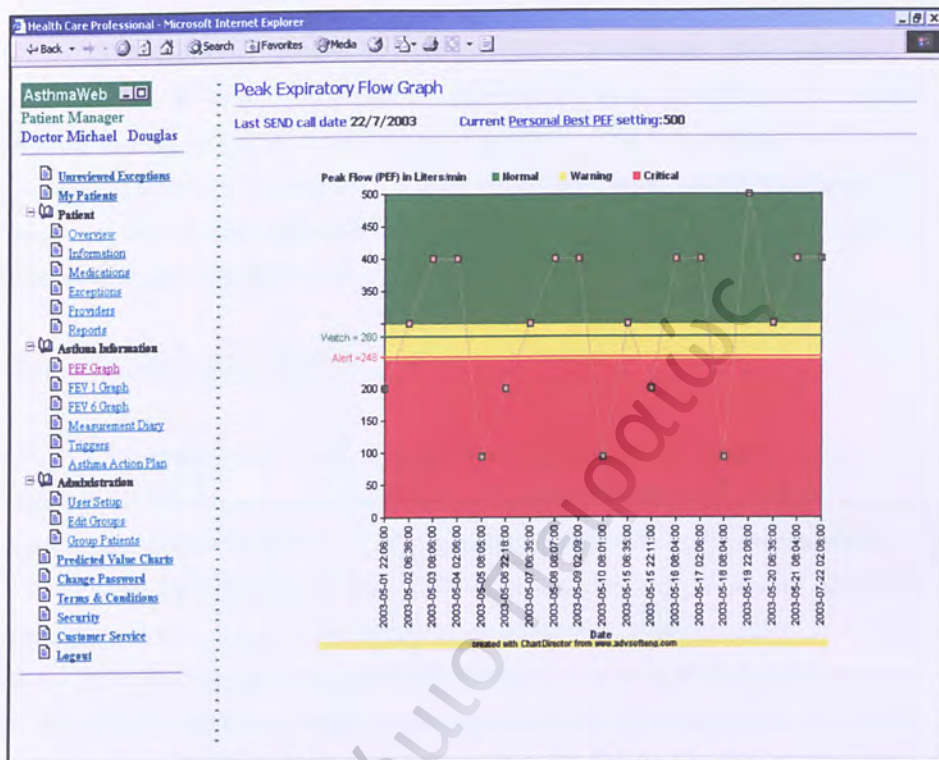 Health Care Professional - Microsoft Internet Explorer
Back Search Favorites Media
AsthmaWeb
Patient Manager
Doctor Michael Douglas
Unreviewed Exceptions
My Patients
Patient
Overview
Information
Medications
Exceptions
Providers
Reports
Asthma Information
PEF Graph
FEV 1 Graph
FEV 6 Graph
Measurement Diary
Triggers
Asthma Action Plan
Administration
User Setup
Edit Groups
Group Patients
Predicted Value Charts
Change Password
Terms & Conditions
Security
Customer Service
Logout
Peak Expiratory Flow Graph
Last SEND call date 22/7/2003 Current Personal Best PEF setting:500
Peak Flow (PEF) in Liters/min Normal Warning Critical
500
450
400
350
Watch = 280
Alert =248
200
150
100
50
0
2003-05-01 22:06:00
2003-05-02 06:36:00
2003-05-03 08:06:00
2003-05-04 02:06:00
2003-05-05 08:05:00
2003-05-06 22:18:00
2003-05-07 06:35:00
2003-05-08 08:07:00
2003-05-09 02:03:00
2003-05-10 08:01:00
2003-05-15 06:35:00
2003-05-15 22:11:00
2003-05-16 08:04:00
2003-05-17 02:06:00
2003-05-18 08:04:00
2003-05-19 22:08:00
2003-05-20 06:35:00
2003-05-21 08:04:00
2003-07-22 02:08:00
Date
created with ChartDirector from www.advsofteng.com
Πειραιώς